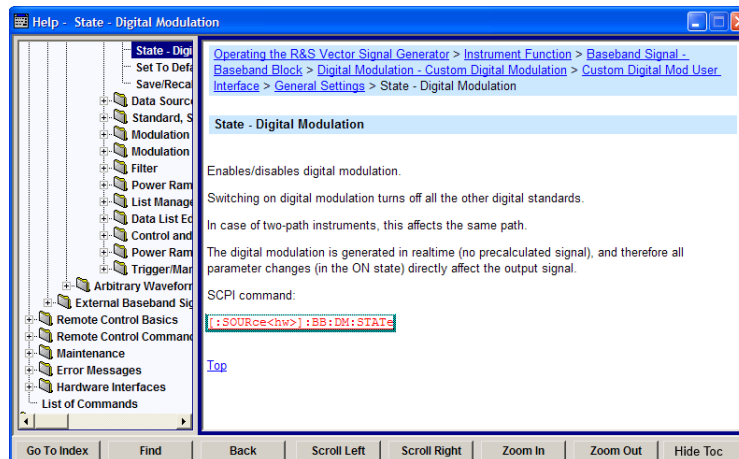 Help - State - Digital Modulation
State - Digi
Set To Defa
Save/Recal
Data Source
Standard, S
Modulation
Modulation
Filter
Power Ram
List Manage
Data List Ed
Control and
Power Ram
Trigger/Mar
Arbitrary Waveform
External Baseband Sig
Remote Control Basics
Remote Control Command
Maintenance
Error Messages
Hardware Interfaces
List of Commands
Operating the R&S Vector Signal Generator > Instrument Function > Baseband Signal -
Baseband Block > Digital Modulation - Custom Digital Modulation > Custom Digital Mod User
Interface > General Settings > State - Digital Modulation
State - Digital Modulation
Enables/disables digital modulation.
Switching on digital modulation turns off all the other digital standards.
In case of two-path instruments, this affects the same path.
The digital modulation is generated in realtime (no precalculated signal), and therefore all
parameter changes (in the ON state) directly affect the output signal.
SCPI command:
[:SOURce<hw>]:BB:DM:STATe
Top
Go To Index
Find
Back
Scroll Left
Scroll Right
Zoom In
Zoom Out
Hide Toc